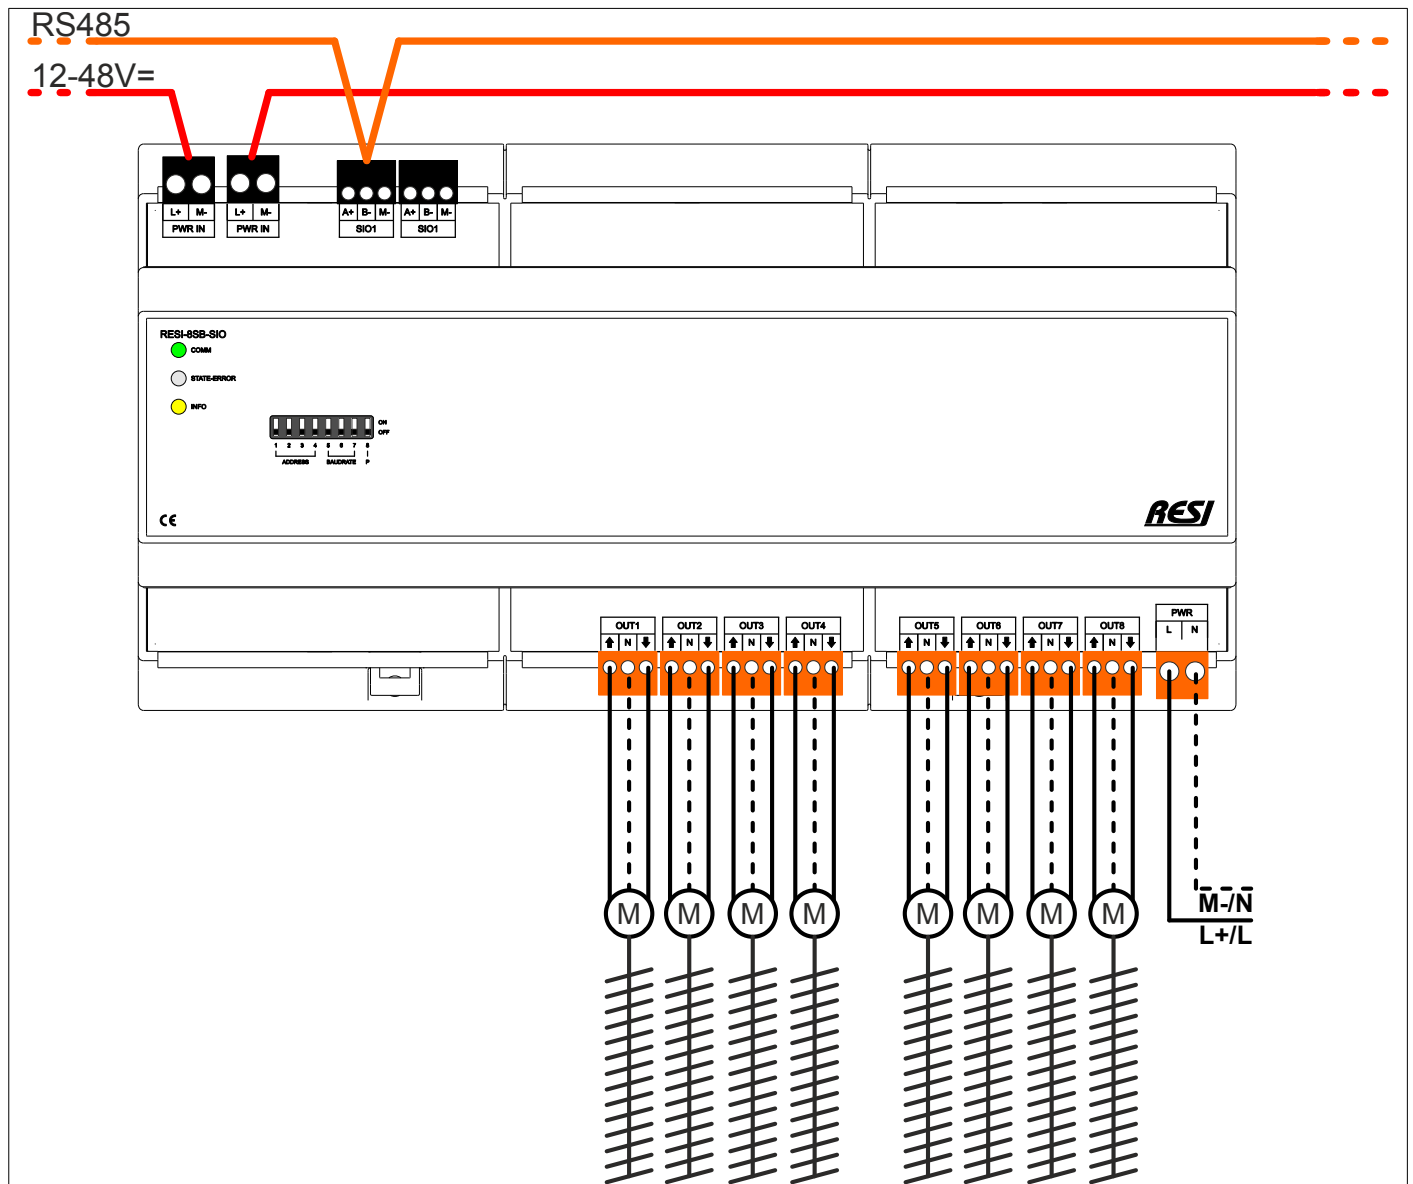 RS485
12-48V=
L+ M- L+ M- A+ B- M- A+ B- M-
PWR IN PWR IN SIO1 SIO1
RESI-8SB-SIO
COMM
STATE-ERROR
INFO
ON
OFF
1 2 3 4 5 6 7 8
ADDRESS BAUDRATE P
CE
RESI
PWR
OUT1 OUT2 OUT3 OUT4 OUT5 OUT6 OUT7 OUT8
L N
N N N N N N N N
M M M M M M M M
M-/N
L+/L